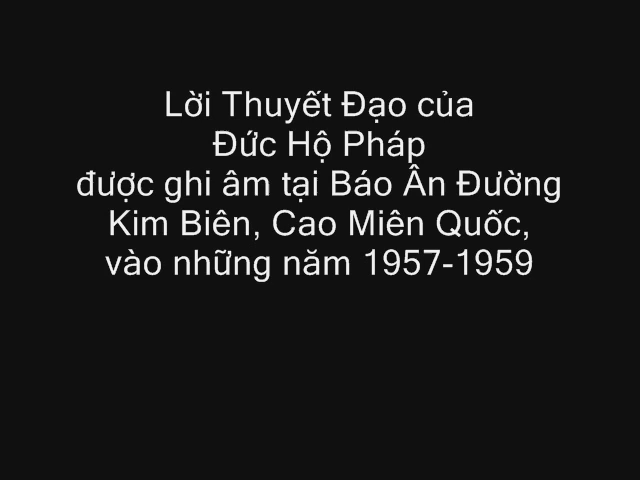 Lời Thuyết Đạo của
Đức Hộ Pháp
được ghi âm tại Báo Ân Đường
Kim Biên, Cao Miên Quốc,
vào những năm 1957-1959